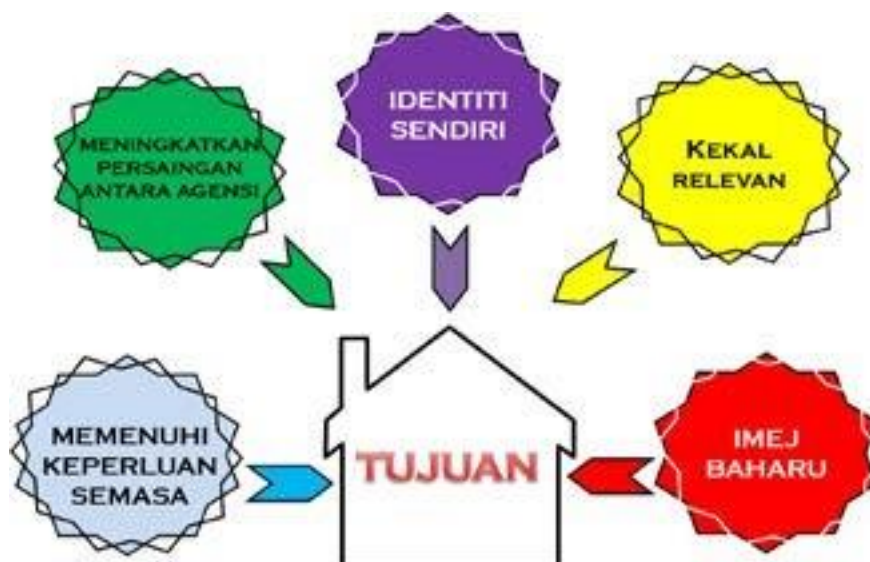 MENINGKATKAN
PERSAINGAN
ANTARA AGENSI
IDENTITI
SENDIRI
KEKAL
RELEVAN
MEMENUHI
KEPERLUAN
SEMASA
TUJUAN
IMEJ
BAHARU